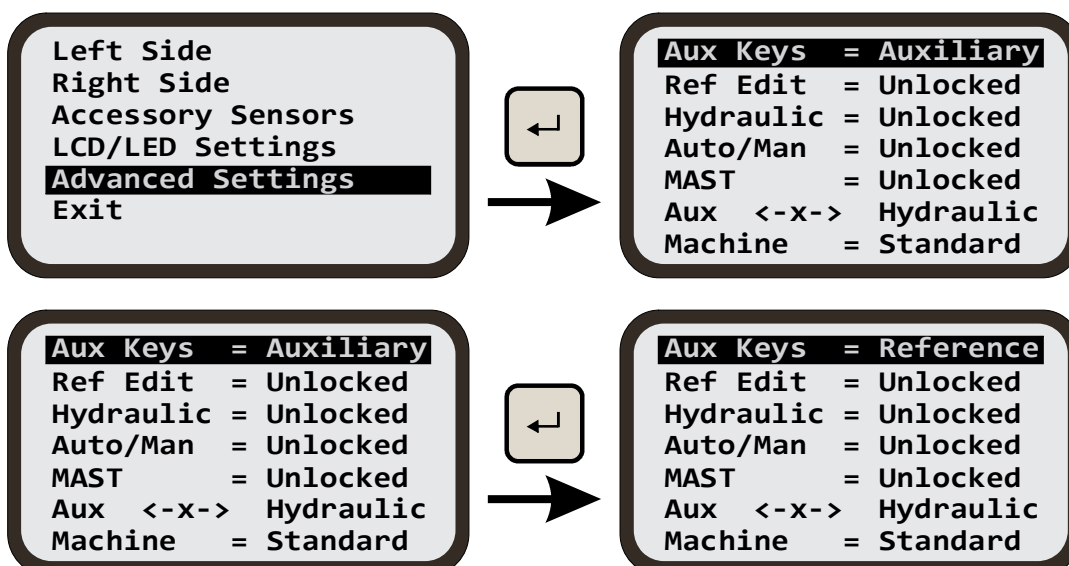 Left Side
Right Side
Accessory Sensors
LCD/LED Settings
Advanced Settings
Exit
Aux Keys = Auxiliary
Ref Edit = Unlocked
Hydraulic = Unlocked
Auto/Man = Unlocked
MAST = Unlocked
Aux <-x-> Hydraulic
Machine = Standard
Aux Keys = Auxiliary
Ref Edit = Unlocked
Hydraulic = Unlocked
Auto/Man = Unlocked
MAST = Unlocked
Aux <-x-> Hydraulic
Machine = Standard
Aux Keys = Reference
Ref Edit = Unlocked
Hydraulic = Unlocked
Auto/Man = Unlocked
MAST = Unlocked
Aux <-x-> Hydraulic
Machine = Standard